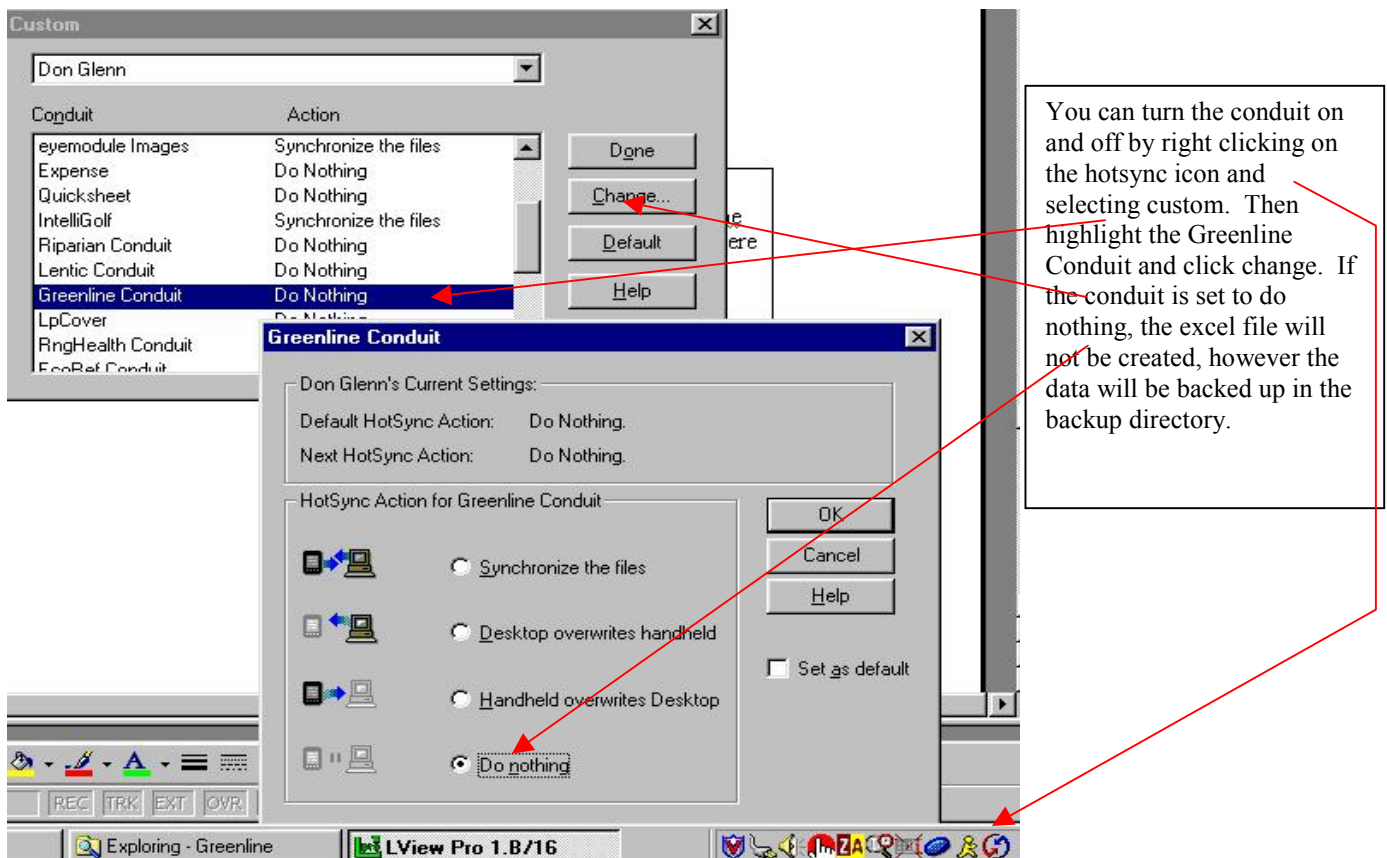 Custom
Don Glenn
Conduit Action
eyemodule Images Synchronize the files
Expense Do Nothing
Quicksheet Do Nothing
IntelliGolf Synchronize the files
Riparian Conduit Do Nothing
Lentic Conduit Do Nothing
Greenline Conduit Do Nothing
LpCover Do Nothing
RngHealth Conduit
EcoRef Conduit
Done
Change...
Default
Help
ere
You can turn the conduit on
and off by right clicking on
the hotsync icon and
selecting custom. Then
highlight the Greenline
Conduit and click change. If
the conduit is set to do
nothing, the excel file will
not be created, however the
data will be backed up in the
backup directory.
Greenline Conduit
Don Glenn's Current Settings:
Default HotSync Action: Do Nothing.
Next HotSync Action: Do Nothing.
HotSync Action for Greenline Conduit
Synchronize the files
Desktop overwrites handheld
Handheld overwrites Desktop
Do nothing
OK
Cancel
Help
Set as default
A
REC TRK EXT OVR
Exploring - Greenline
LView Pro 1.B/16
ZA